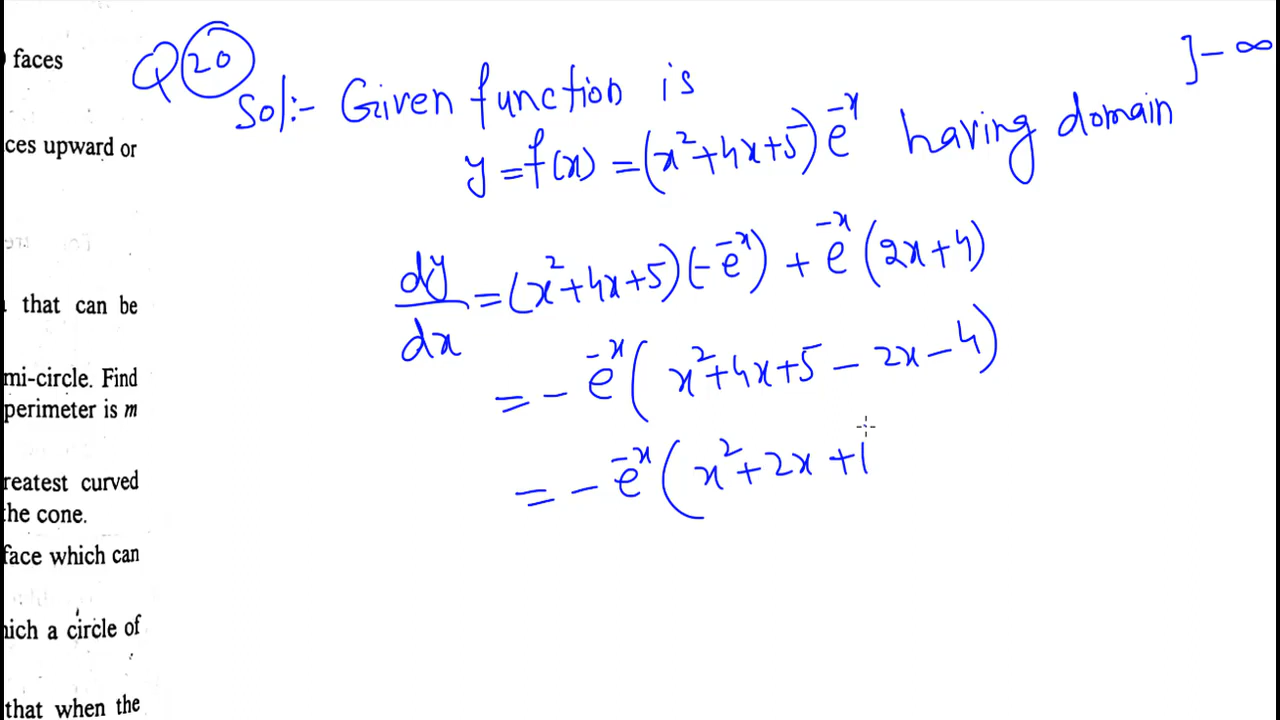 faces
ces upward or
that can be
mi-circle. Find
perimeter is m
reatest curved
he cone.
face which can
ich a circle of
that when the
Q 20
Sol:- Given function is
y = f(x) = (x²+4x+5) e⁻ˣ having domain ]-∞
dy/dx = (x²+4x+5)(-e⁻ˣ) + e⁻ˣ (2x+4)
= - e⁻ˣ ( x²+4x+5 - 2x - 4)
= - e⁻ˣ ( x²+2x+1